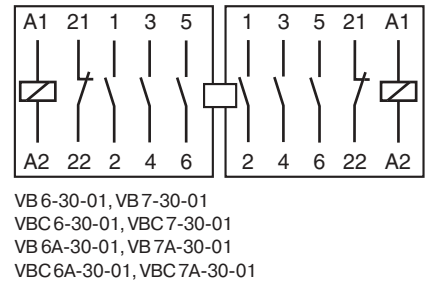 A1 21 1 3 5 1 3 5 21 A1
A2 22 2 4 6 2 4 6 22 A2
VB 6-30-01, VB 7-30-01
VBC 6-30-01, VBC 7-30-01
VB 6A-30-01, VB 7A-30-01
VBC 6A-30-01, VBC 7A-30-01